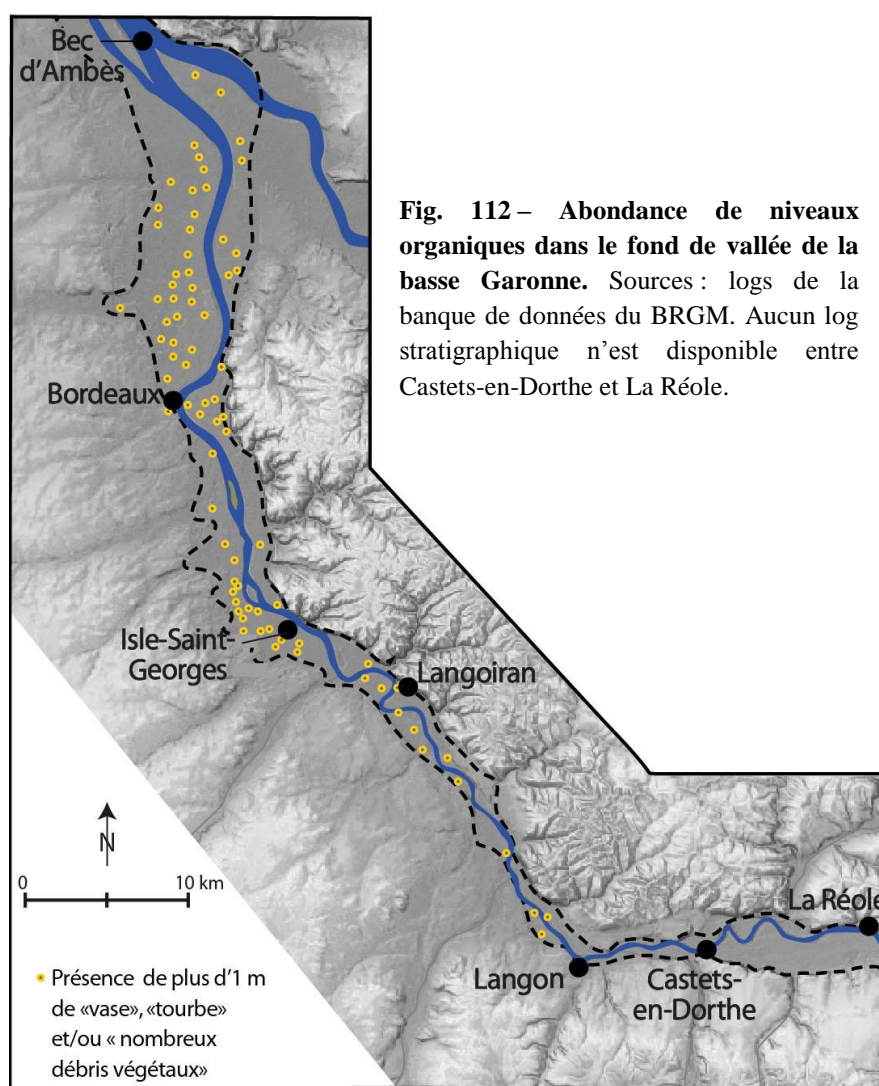 Bec
d'Ambès
Fig. 112 – Abondance de niveaux
organiques dans le fond de vallée de la
basse Garonne. Sources : logs de la
banque de données du BRGM. Aucun log
stratigraphique n'est disponible entre
Castets-en-Dorthe et La Réole.
Bordeaux
Isle-Saint-
Georges
Langoiran
N
0 10 km
La Réole
Langon
Castets-
en-Dorthe
Présence de plus d'1 m
de «vase», «tourbe»
et/ou « nombreux
débris végétaux»